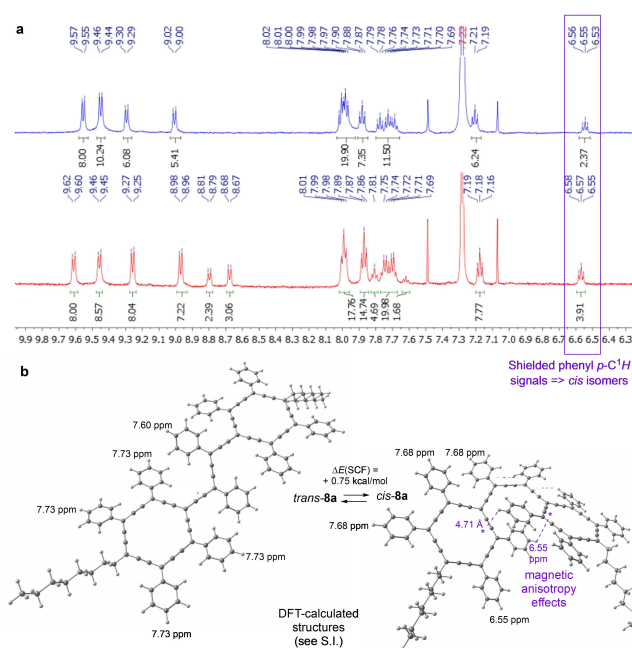 a
9.57 9.55 9.46 9.44 9.30 9.29 9.02 9.00 8.02 8.01 8.00 7.99 7.98 7.97 7.90 7.88 7.87 7.79 7.78 7.76 7.74 7.73 7.71 7.70 7.69 7.22 7.21 7.19 6.56 6.55 6.53
8.00 10.24 6.08 5.41 19.90 7.35 11.50 6.24 2.37
9.62 9.60 9.46 9.45 9.27 9.25 8.98 8.96 8.81 8.79 8.68 8.67 8.01 7.99 7.98 7.89 7.87 7.86 7.81 7.75 7.74 7.72 7.71 7.69 7.19 7.18 7.16 6.58 6.57 6.55
8.00 8.57 8.04 7.22 2.39 3.06 17.76 14.74 4.69 19.98 1.68 7.77 3.91
9.9 9.8 9.7 9.6 9.5 9.4 9.3 9.2 9.1 9.0 8.9 8.8 8.7 8.6 8.5 8.4 8.3 8.2 8.1 8.0 7.9 7.8 7.7 7.6 7.5 7.4 7.3 7.2 7.1 7.0 6.9 6.8 6.7 6.6 6.5 6.4 6.3
Shielded phenyl p-C¹H
signals => cis isomers
b
7.60 ppm
7.73 ppm
7.73 ppm
7.73 ppm
7.73 ppm
ΔE(SCF) =
+ 0.75 kcal/mol
trans-8a cis-8a
7.68 ppm 7.68 ppm
7.68 ppm
4.71 Å
*
*
6.55
ppm
magnetic
anisotropy
effects
6.55 ppm
DFT-calculated
structures
(see S.I.)